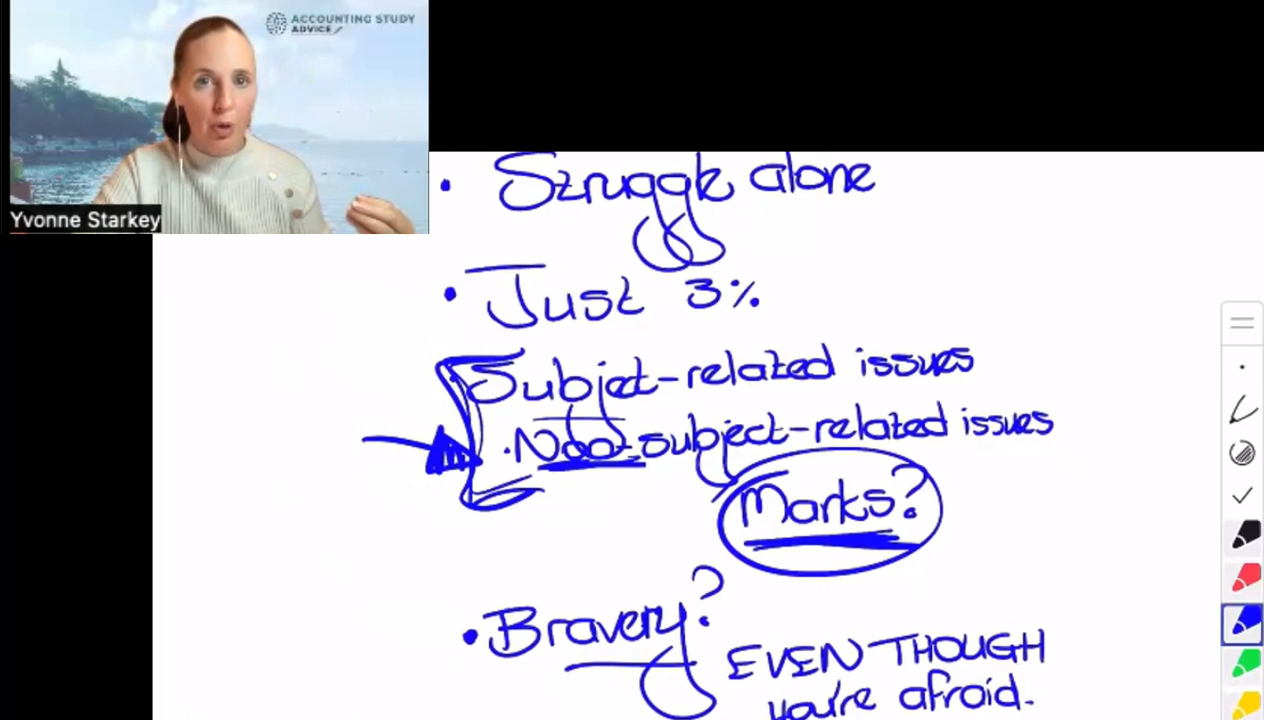 ACCOUNTING STUDY
ADVICE
Yvonne Starkey
• Struggle alone
• Just 3%
• Subjet-related issues
• Non-subject-related issues
Marks?
• Bravery?
EVEN THOUGH
you're afraid.